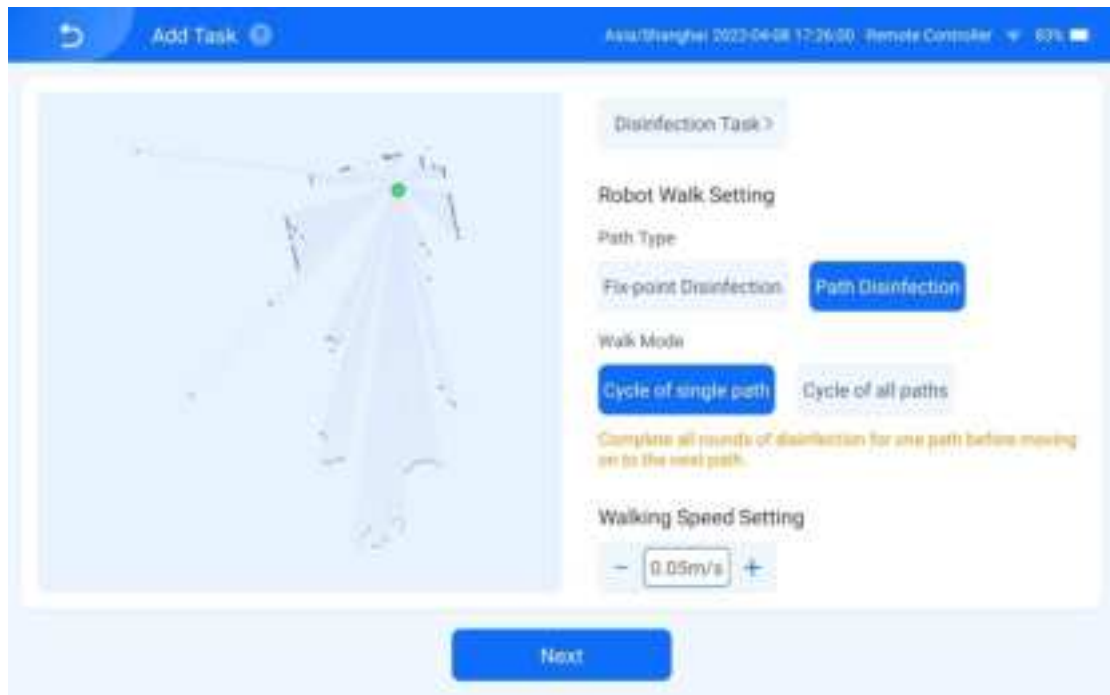 Add Task
Asia/Shanghai 2022-04-08 17:26:00 Remote Controller 83%
Disinfection Task >
Robot Walk Setting
Path Type
Fix-point Disinfection
Path Disinfection
Walk Mode
Cycle of single path
Cycle of all paths
Complete all rounds of disinfection for one path before moving
on to the next path.
Walking Speed Setting
- 0.05m/s +
Next